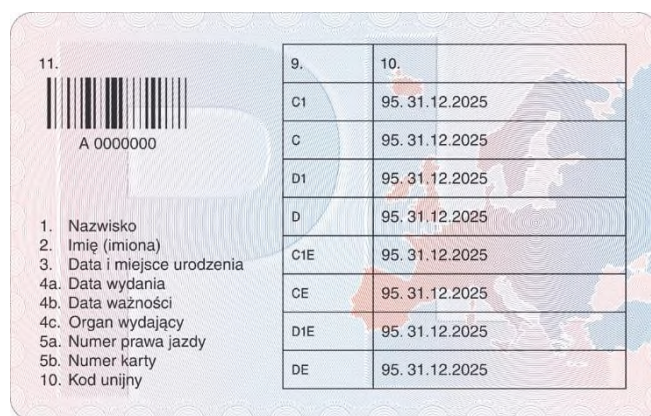 11.
A 0000000
1. Nazwisko
2. Imię (imiona)
3. Data i miejsce urodzenia
4a. Data wydania
4b. Data ważności
4c. Organ wydający
5a. Numer prawa jazdy
5b. Numer karty
10. Kod unijny
9. 10.
C1 95. 31.12.2025
C 95. 31.12.2025
D1 95. 31.12.2025
D 95. 31.12.2025
C1E 95. 31.12.2025
CE 95. 31.12.2025
D1E 95. 31.12.2025
DE 95. 31.12.2025